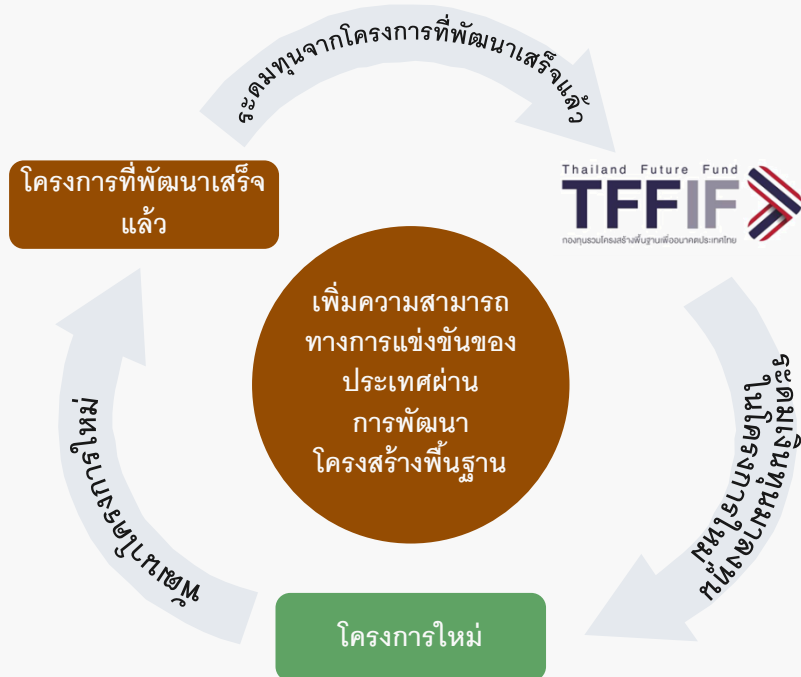 ระดมทุนจากโครงการที่พัฒนาเสร็จแล้ว
โครงการที่พัฒนาเสร็จ
แล้ว
Thailand Future Fund
TFFIF
กองทุนรวมโครงสร้างพื้นฐานเพื่ออนาคตประเทศไทย
เพิ่มความสามารถ
ทางการแข่งขันของ
ประเทศผ่าน
การพัฒนา
โครงสร้างพื้นฐาน
ระดมเงินทุนมาลงทุน
ในโครงการใหม่
พัฒนาโครงการใหม่
โครงการใหม่